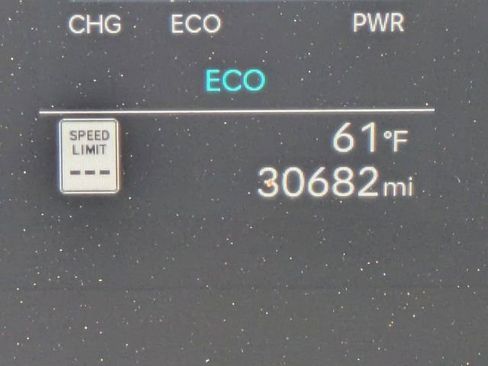 CHG ECO PWR
ECO
SPEED
LIMIT
---
61°F
30682mi